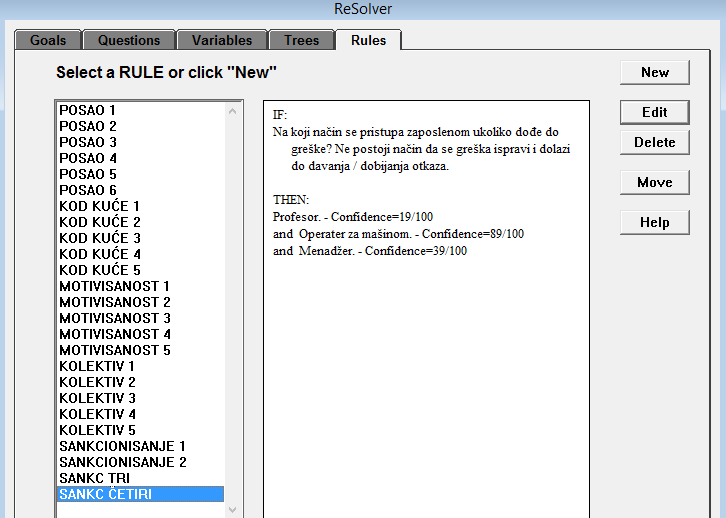 ReSolver
Goals Questions Variables Trees Rules
Select a RULE or click "New"
POSAO 1
POSAO 2
POSAO 3
POSAO 4
POSAO 5
POSAO 6
KOD KUĆE 1
KOD KUĆE 2
KOD KUĆE 3
KOD KUĆE 4
KOD KUĆE 5
MOTIVISANOST 1
MOTIVISANOST 2
MOTIVISANOST 3
MOTIVISANOST 4
MOTIVISANOST 5
KOLEKTIV 1
KOLEKTIV 2
KOLEKTIV 3
KOLEKTIV 4
KOLEKTIV 5
SANKCIONISANJE 1
SANKCIONISANJE 2
SANKC TRI
SANKC ČETIRI
IF:
Na koji način se pristupa zaposlenom ukoliko dođe do
greške? Ne postoji način da se greška ispravi i dolazi
do davanja / dobijanja otkaza.
THEN:
Profesor. - Confidence=19/100
and Operater za mašinom. - Confidence=89/100
and Menadžer. - Confidence=39/100
New
Edit
Delete
Move
Help